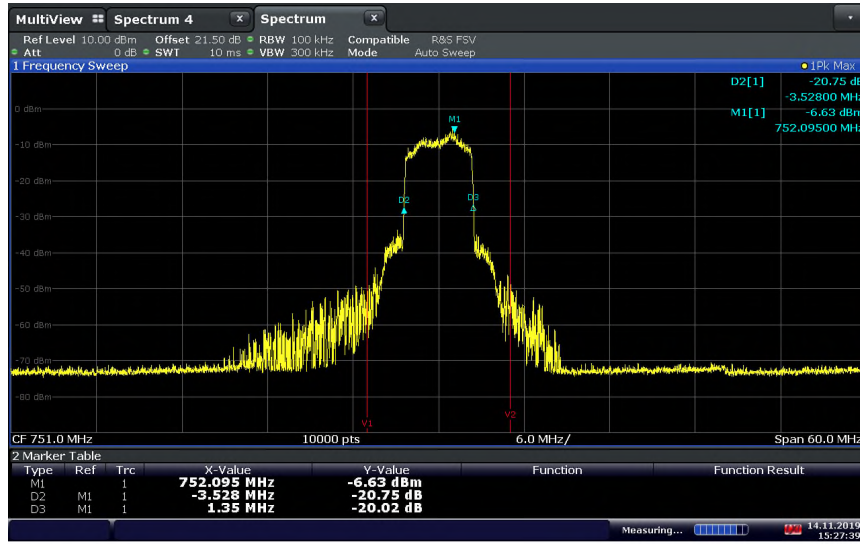 MultiView Spectrum 4 X Spectrum X
Ref Level 10.00 dBm Offset 21.50 dB RBW 100 kHz Compatible R&S FSV
Att 0 dB SWT 10 ms VBW 300 kHz Mode Auto Sweep
1 Frequency Sweep 1Pk Max
D2[1] -20.75 dB
-3.52800 MHz
M1[1] -6.63 dBm
752.09500 MHz
0 dBm
M1
-10 dBm
-20 dBm
D2 D3
-30 dBm
-40 dBm
-50 dBm
-60 dBm
-70 dBm
-80 dBm
V1 V2
CF 751.0 MHz 10000 pts 6.0 MHz/ Span 60.0 MHz
2 Marker Table
Type Ref Trc X-Value Y-Value Function Function Result
M1 1 752.095 MHz -6.63 dBm
D2 M1 1 -3.528 MHz -20.75 dB
D3 M1 1 1.35 MHz -20.02 dB
Measuring... 14.11.2019
15:27:39